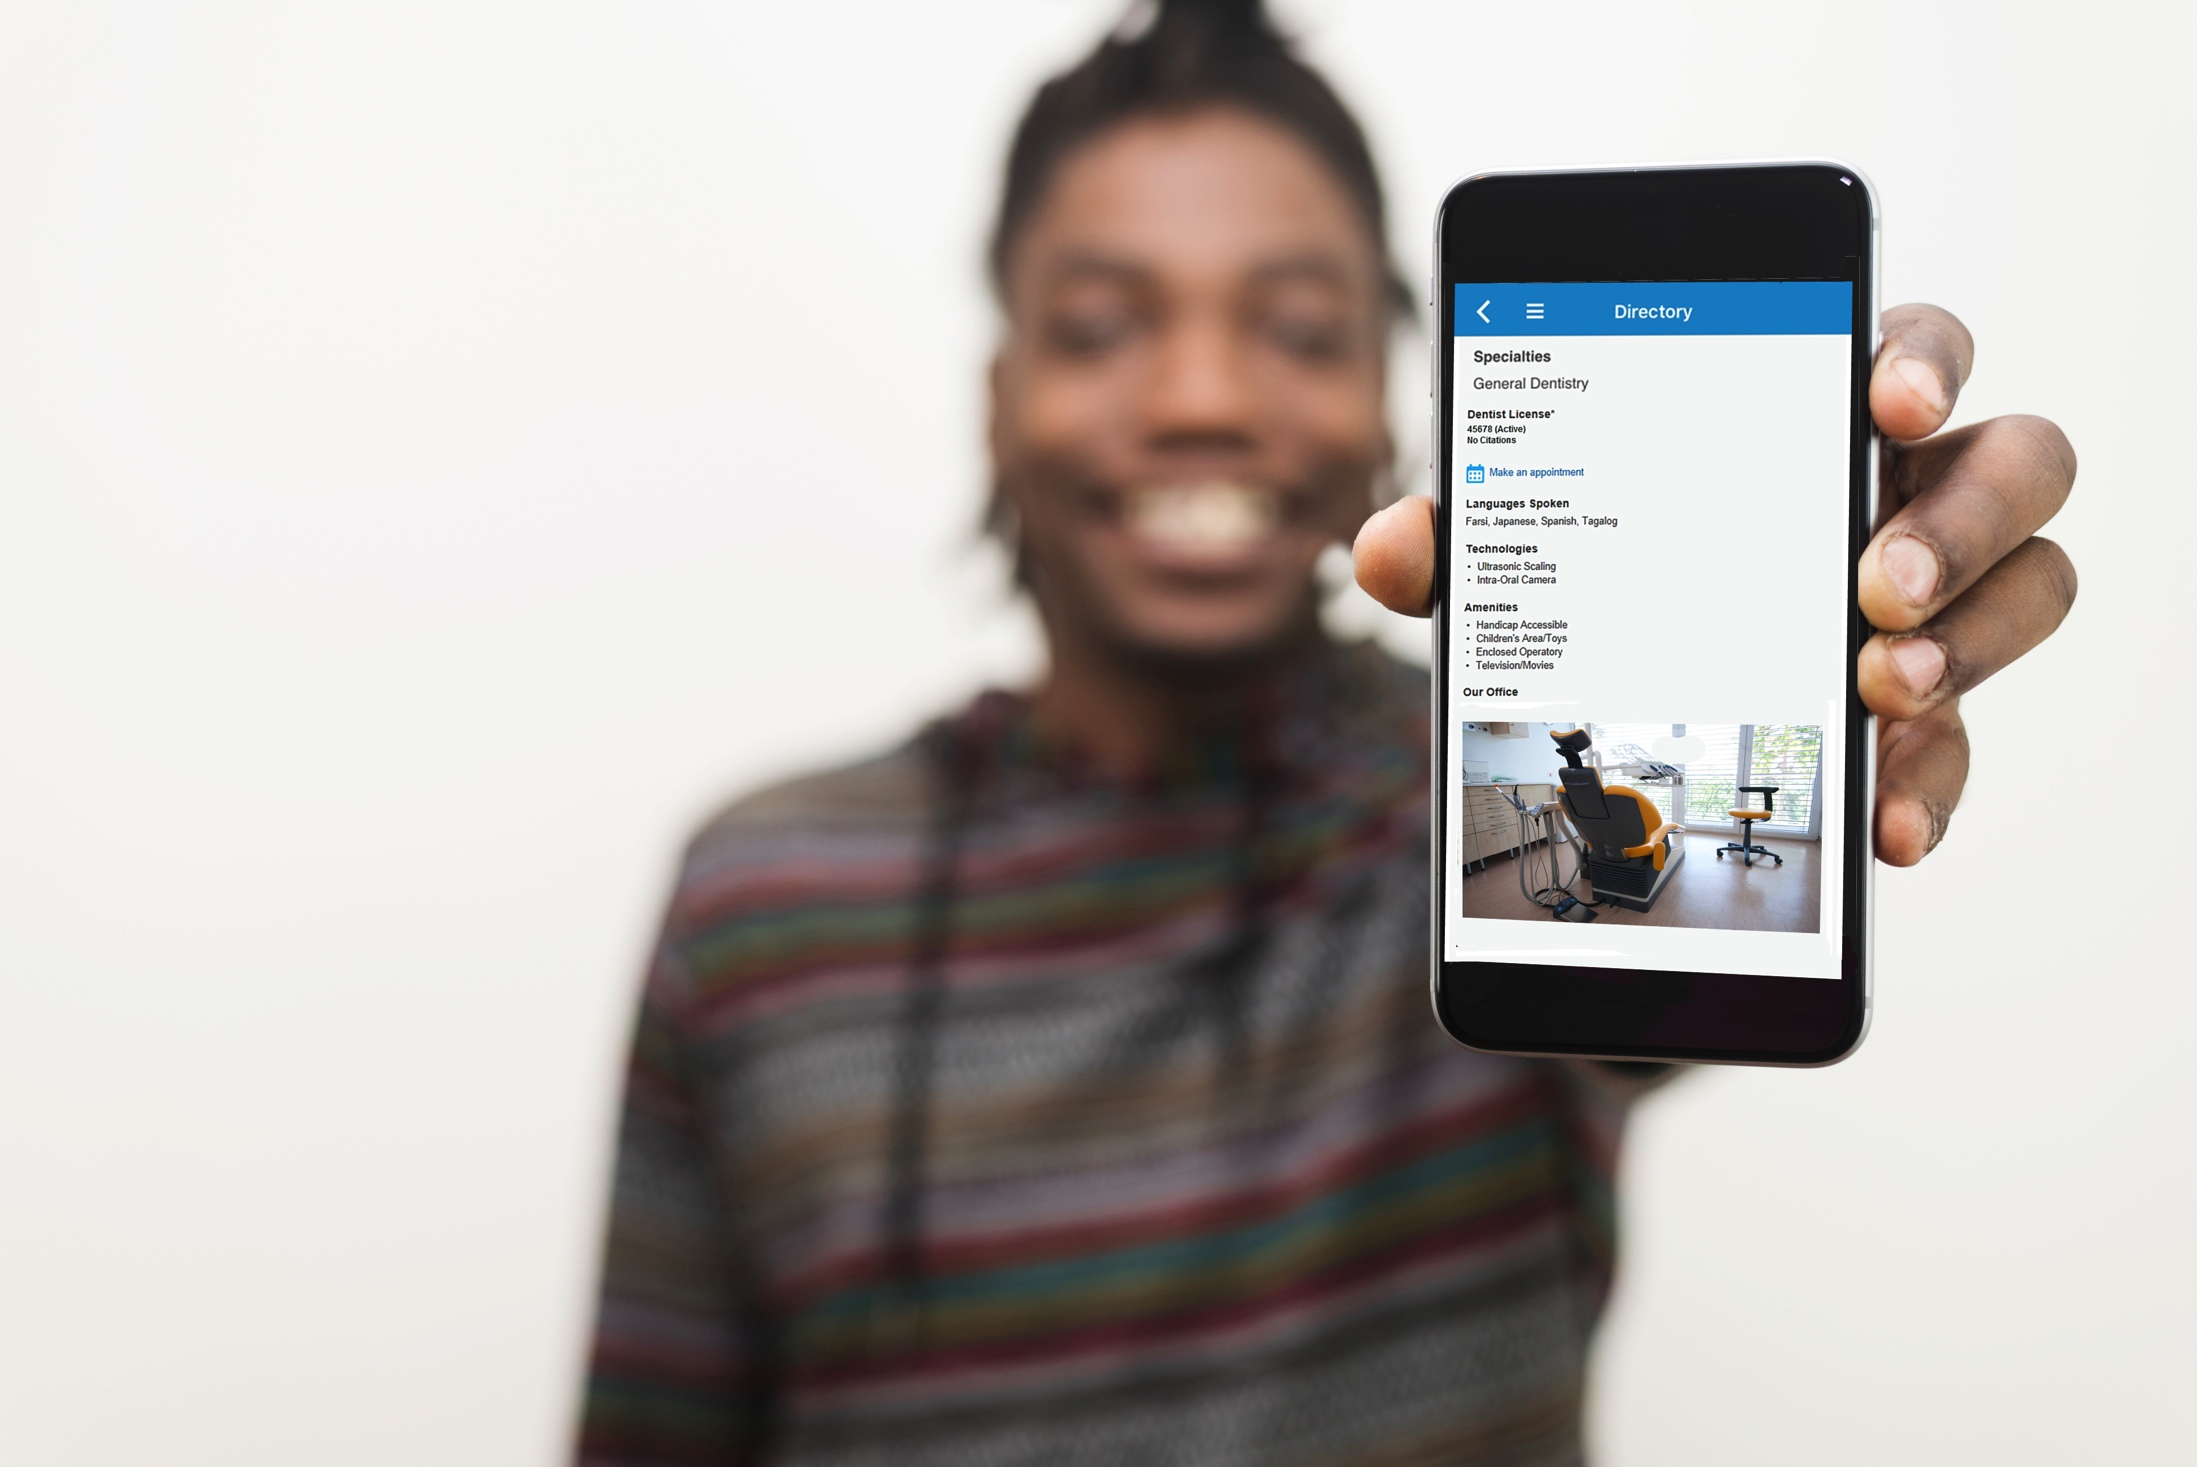 Directory
Specialties
General Dentistry
Dentist License*
45678 (Active)
No Citations
Make an appointment
Languages Spoken
Farsi, Japanese, Spanish, Tagalog
Technologies
• Ultrasonic Scaling
• Intra-Oral Camera
Amenities
• Handicap Accessible
• Children's Area/Toys
• Enclosed Operatory
• Television/Movies
Our Office